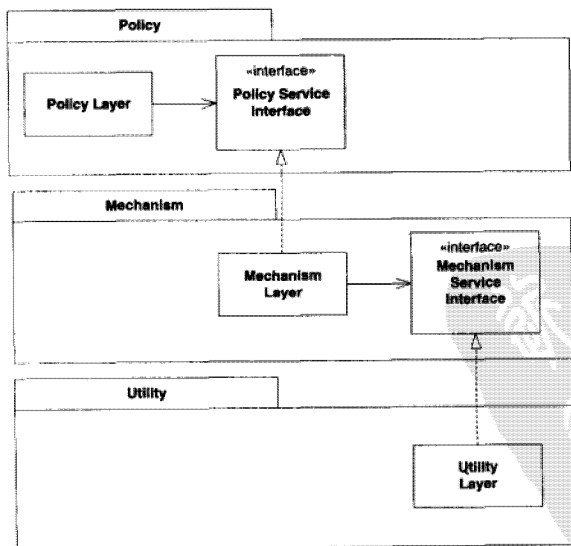 Policy
Policy Layer
«interface»
Policy Service
Interface
Mechanism
Mechanism
Layer
«interface»
Mechanism
Service
Interface
Utility
Utility
Layer